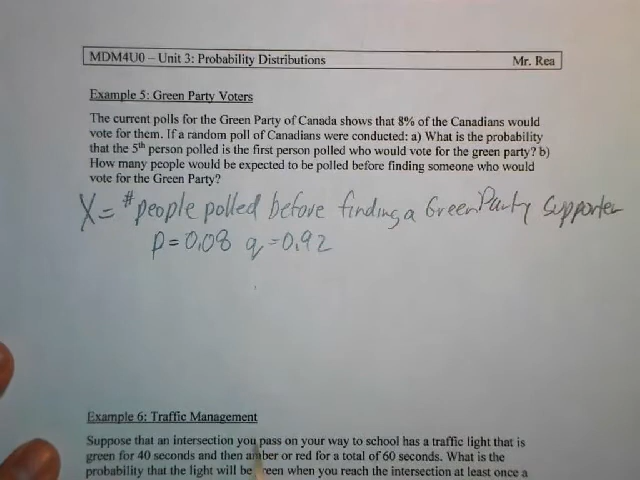 MDM4U0 – Unit 3: Probability Distributions Mr. Rea
Example 5: Green Party Voters
The current polls for the Green Party of Canada shows that 8% of the Canadians would
vote for them. If a random poll of Canadians were conducted: a) What is the probability
that the 5th person polled is the first person polled who would vote for the green party? b)
How many people would be expected to be polled before finding someone who would
vote for the Green Party?
X = # people polled before finding a Green Party supporter
p = 0.08 q = 0.92
Example 6: Traffic Management
Suppose that an intersection you pass on your way to school has a traffic light that is
green for 40 seconds and then amber or red for a total of 60 seconds. What is the
probability that the light will be reen when you reach the intersection at least once a